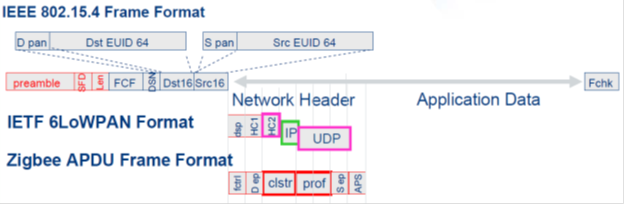 IEEE 802.15.4 Frame Format
D pan Dst EUID 64 S pan Src EUID 64
preamble SFD Len FCF DSN Dst16 Src16 Fchk
Network Header Application Data
IETF 6LoWPAN Format
dsp HC1 HC2 IP UDP
Zigbee APDU Frame Format
fctrl D ep clstr prof S ep APS